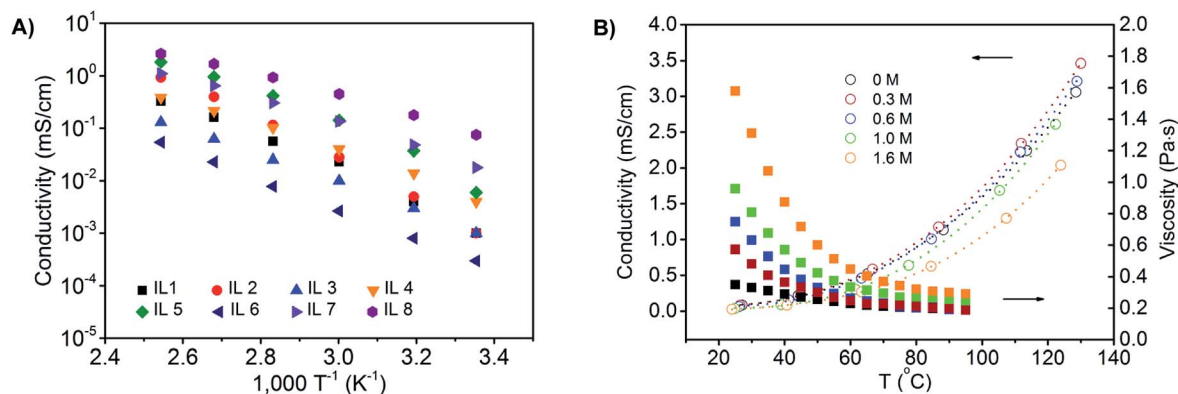 A)
Conductivity (mS/cm)
10¹
10⁰
10⁻¹
10⁻²
10⁻³
10⁻⁴
10⁻⁵
IL1 IL 2 IL 3 IL 4
IL 5 IL 6 IL 7 IL 8
2.4 2.6 2.8 3.0 3.2 3.4
1,000 T⁻¹ (K⁻¹)
B)
Conductivity (mS/cm)
4.0
3.5
3.0
2.5
2.0
1.5
1.0
0.5
0.0
0 M
0.3 M
0.6 M
1.0 M
1.6 M
2.0
1.8
1.6
1.4
1.2
1.0
0.8
0.6
0.4
0.2
0.0
Viscosity (Pa·s)
20 40 60 80 100 120 140
T (°C)